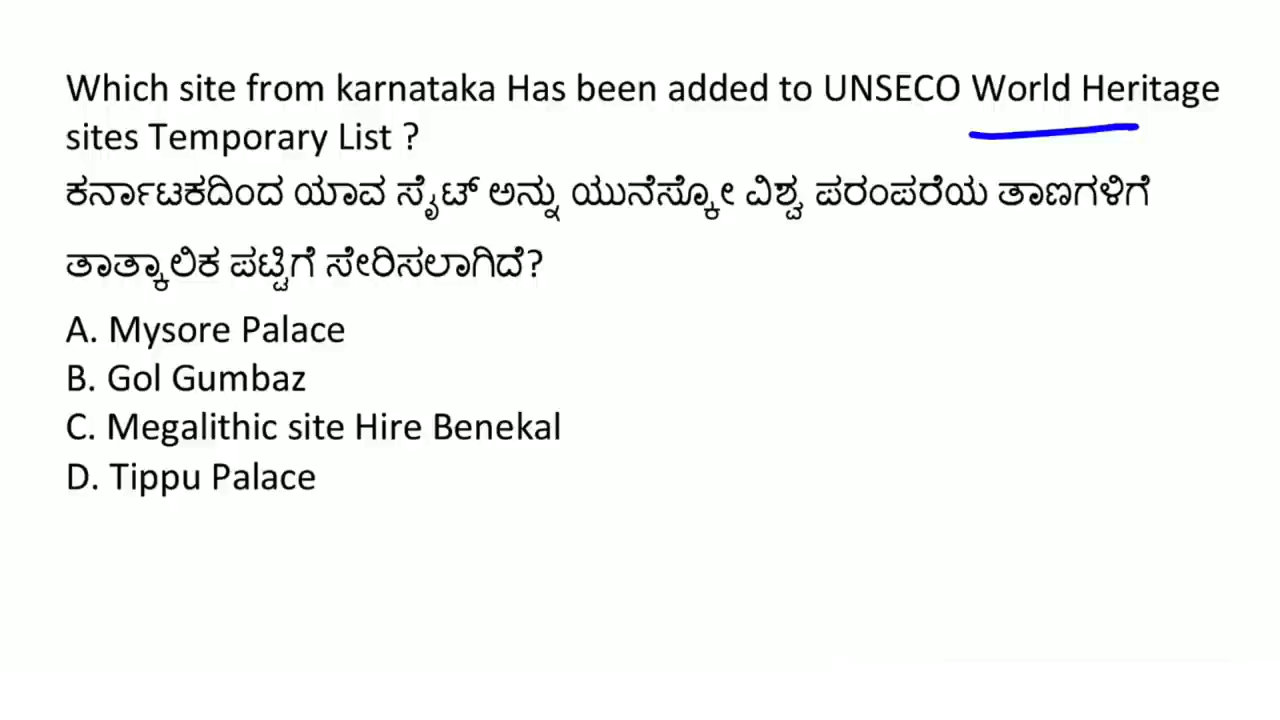 Which site from karnataka Has been added to UNSECO World Heritage
sites Temporary List ?
ಕರ್ನಾಟಕದಿಂದ ಯಾವ ಸೈಟ್ ಅನ್ನು ಯುನೆಸ್ಕೋ ವಿಶ್ವ ಪರಂಪರೆಯ ತಾಣಗಳಿಗೆ
ತಾತ್ಕಾಲಿಕ ಪಟ್ಟಿಗೆ ಸೇರಿಸಲಾಗಿದೆ?
A. Mysore Palace
B. Gol Gumbaz
C. Megalithic site Hire Benekal
D. Tippu Palace